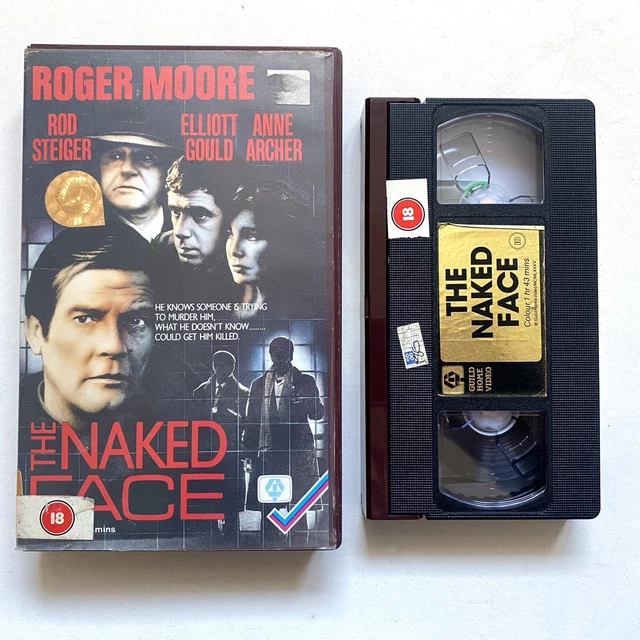 ROGER MOORE
ROD
STEIGER
ELLIOTT
GOULD
ANNE
ARCHER
HE KNOWS SOMEONE IS TRYING
TO MURDER HIM,
WHAT HE DOESN'T KNOW.......
COULD GET HIM KILLED.
THE NAKED
FACE
18
mins
18
THE
NAKED
FACE
Colour 1 hr 43 mins
GUILD
HOME
VIDEO